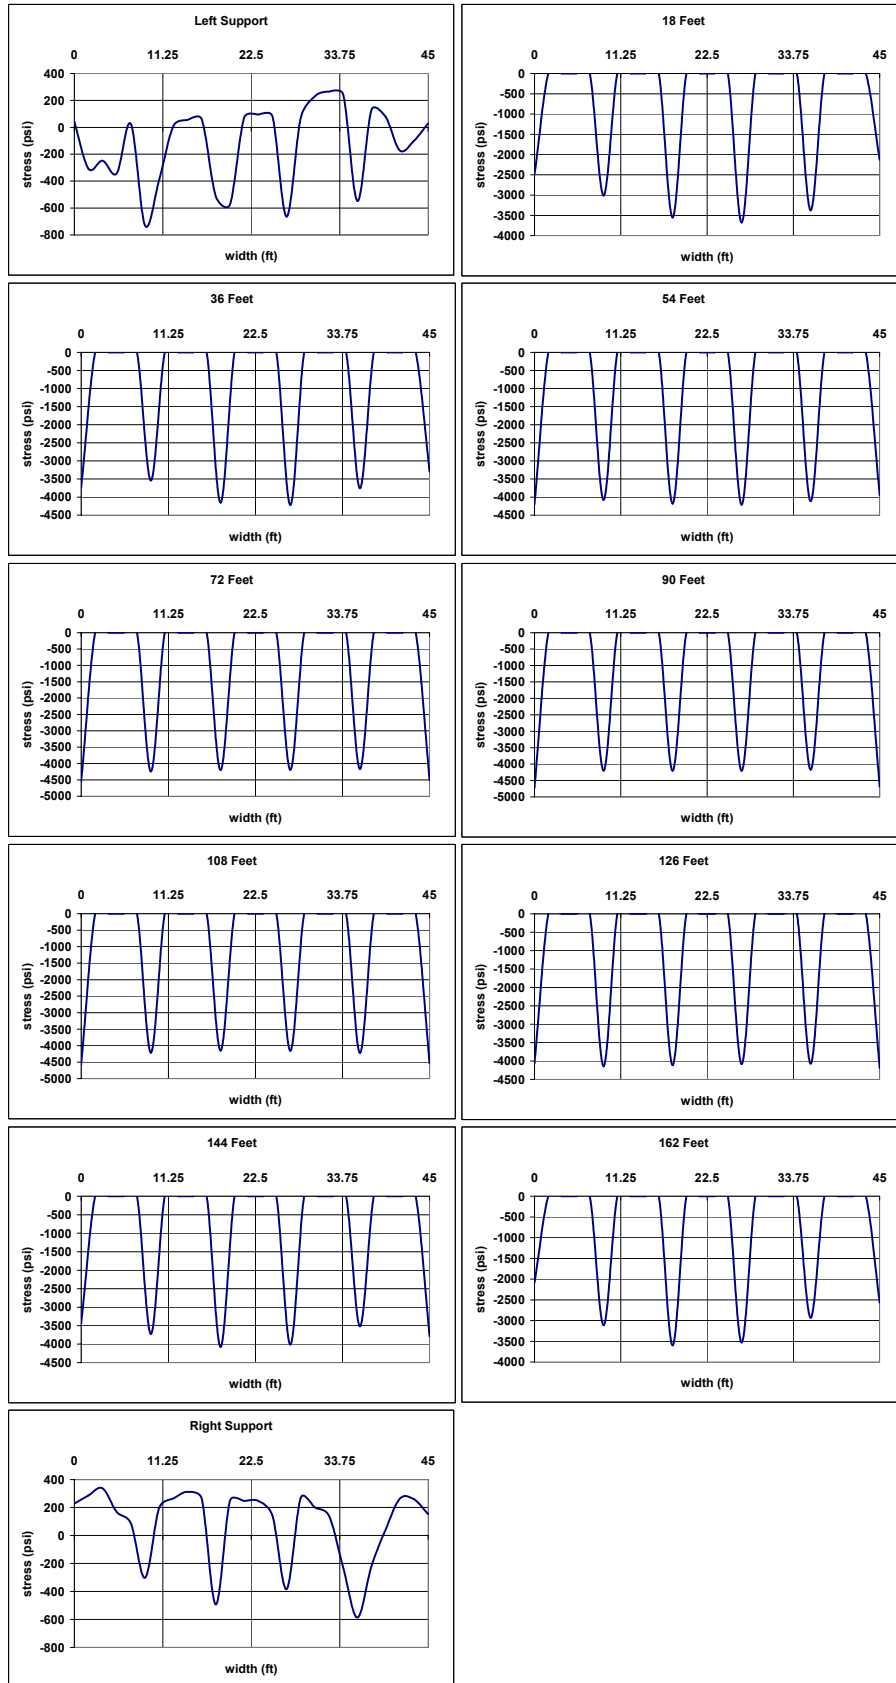 Left Support
0 11.25 22.5 33.75 45
400
200
0
-200
-400
-600
-800
stress (psi)
width (ft)
18 Feet
0 11.25 22.5 33.75 45
0
-500
-1000
-1500
-2000
-2500
-3000
-3500
-4000
stress (psi)
width (ft)
36 Feet
0 11.25 22.5 33.75 45
0
-500
-1000
-1500
-2000
-2500
-3000
-3500
-4000
-4500
stress (psi)
width (ft)
54 Feet
0 11.25 22.5 33.75 45
0
-500
-1000
-1500
-2000
-2500
-3000
-3500
-4000
-4500
stress (psi)
width (ft)
72 Feet
0 11.25 22.5 33.75 45
0
-500
-1000
-1500
-2000
-2500
-3000
-3500
-4000
-4500
-5000
stress (psi)
width (ft)
90 Feet
0 11.25 22.5 33.75 45
0
-500
-1000
-1500
-2000
-2500
-3000
-3500
-4000
-4500
-5000
stress (psi)
width (ft)
108 Feet
0 11.25 22.5 33.75 45
0
-500
-1000
-1500
-2000
-2500
-3000
-3500
-4000
-4500
-5000
stress (psi)
width (ft)
126 Feet
0 11.25 22.5 33.75 45
0
-500
-1000
-1500
-2000
-2500
-3000
-3500
-4000
-4500
stress (psi)
width (ft)
144 Feet
0 11.25 22.5 33.75 45
0
-500
-1000
-1500
-2000
-2500
-3000
-3500
-4000
-4500
stress (psi)
width (ft)
162 Feet
0 11.25 22.5 33.75 45
0
-500
-1000
-1500
-2000
-2500
-3000
-3500
-4000
stress (psi)
width (ft)
Right Support
0 11.25 22.5 33.75 45
400
200
0
-200
-400
-600
-800
stress (psi)
width (ft)